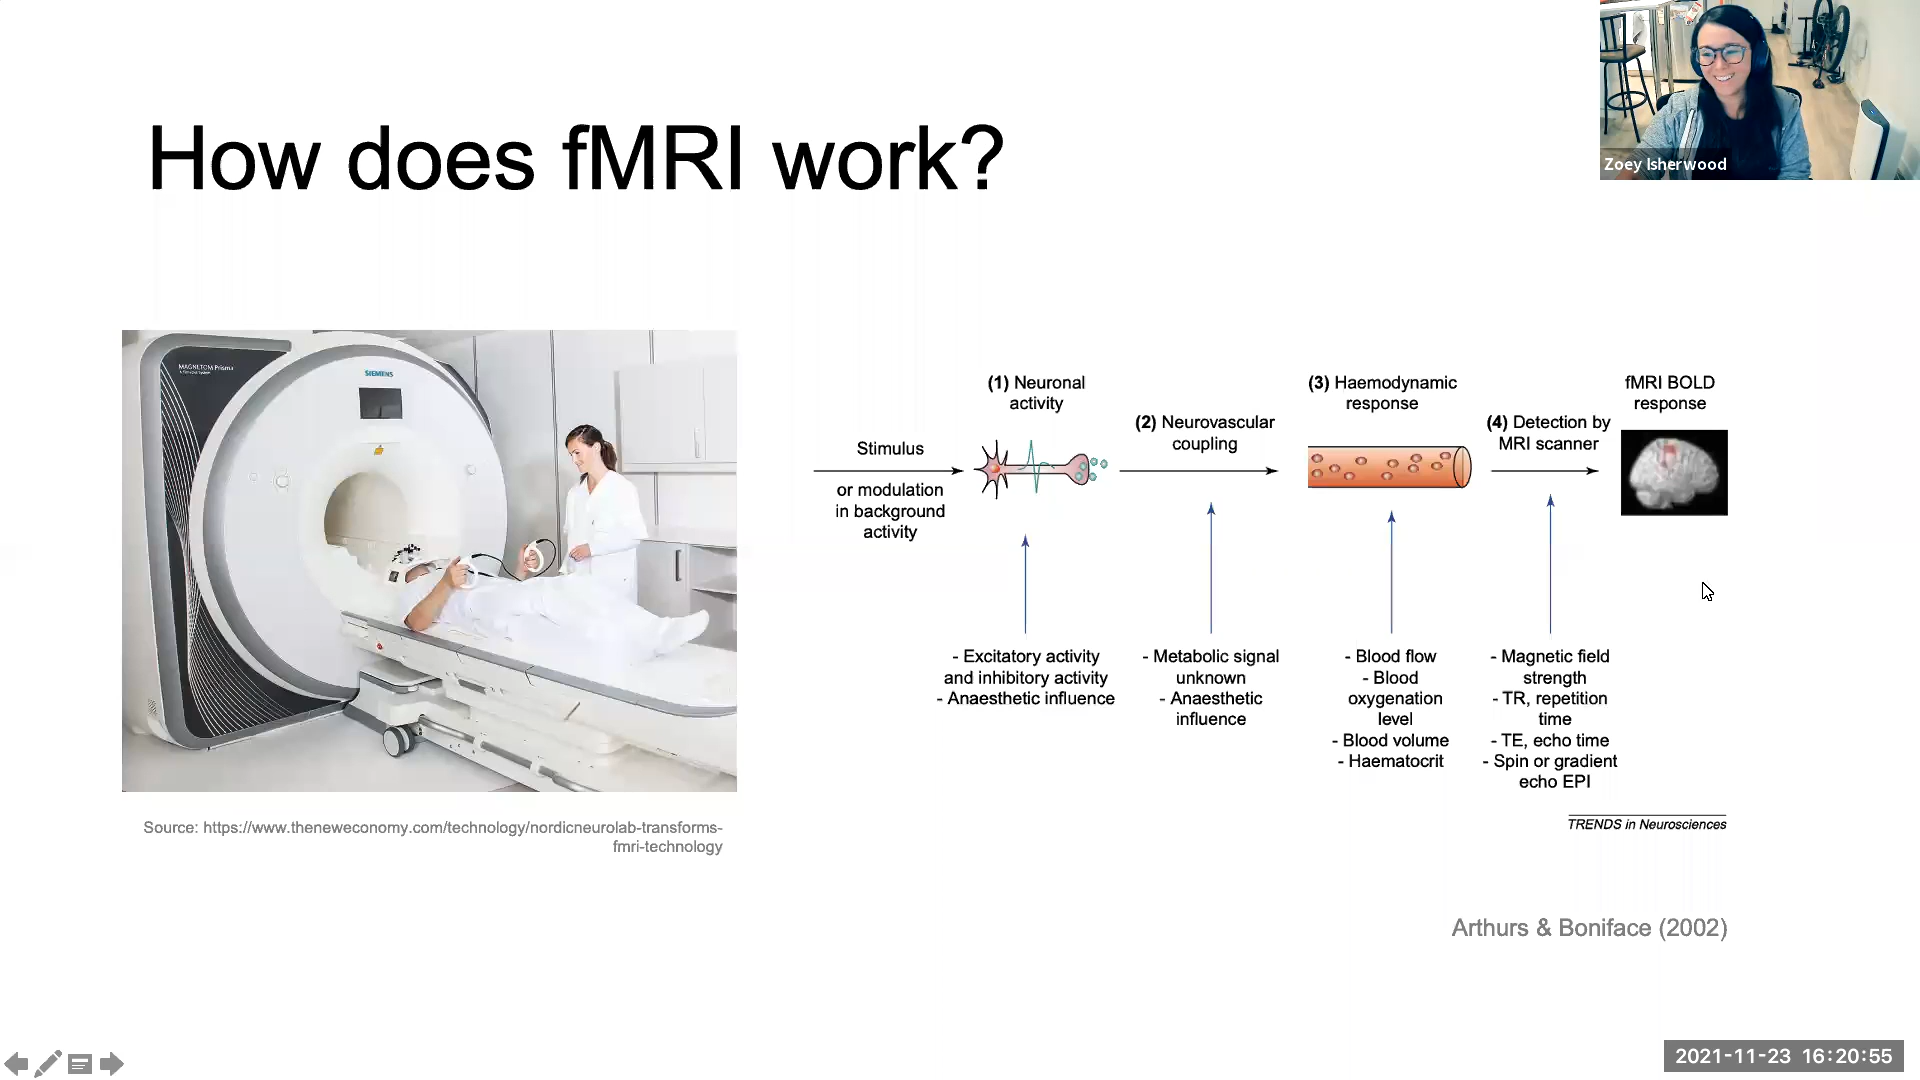 How does fMRI work?
Zoey Isherwood
MAGNETOM Prisma
SIEMENS
Source: https://www.theneweconomy.com/technology/nordicneurolab-transforms-
fmri-technology
Stimulus
or modulation
in background
activity
(1) Neuronal
activity
(2) Neurovascular
coupling
(3) Haemodynamic
response
(4) Detection by
MRI scanner
fMRI BOLD
response
- Excitatory activity
and inhibitory activity
- Anaesthetic influence
- Metabolic signal
unknown
- Anaesthetic
influence
- Blood flow
- Blood
oxygenation
level
- Blood volume
- Haematocrit
- Magnetic field
strength
- TR, repetition
time
- TE, echo time
- Spin or gradient
echo EPI
TRENDS in Neurosciences
Arthurs & Boniface (2002)
2021-11-23 16:20:55